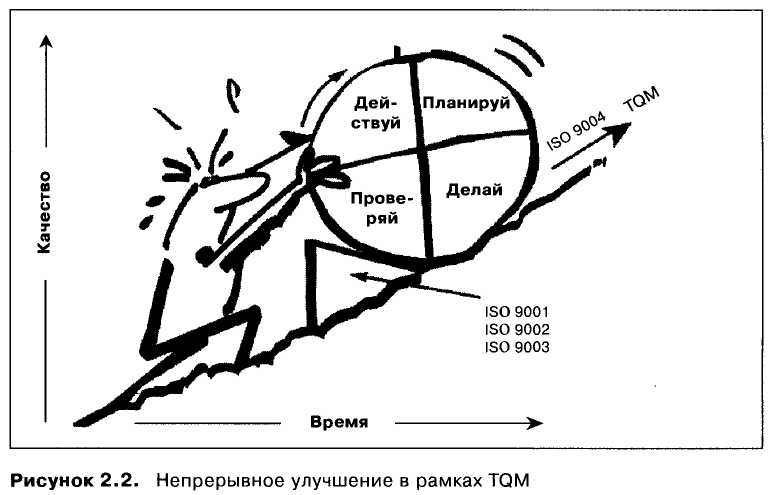 Дей-
ствуй
Планируй
Прове-
ряй
Делай
ISO 9004
TQM
Качество
ISO 9001
ISO 9002
ISO 9003
Время
Рисунок 2.2. Непрерывное улучшение в рамках TQM